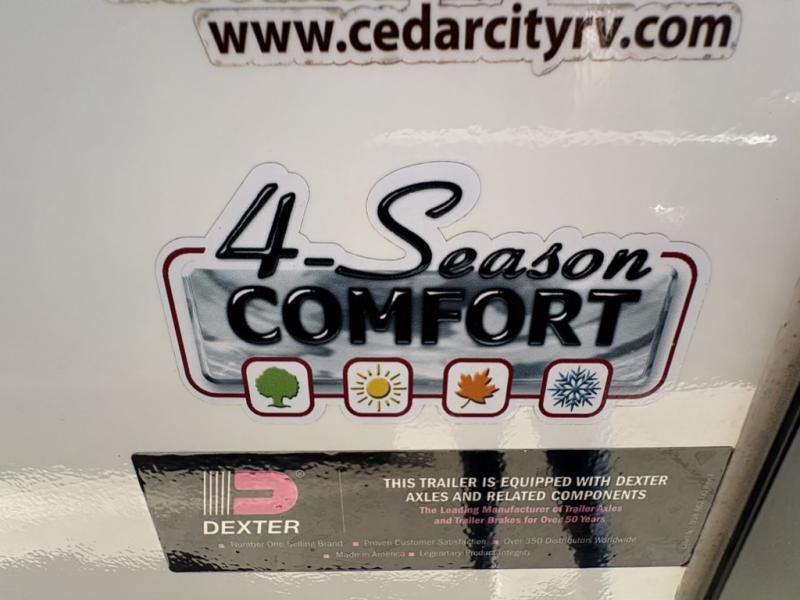 www.cedarcityrv.com
4-Season
COMFORT
DEXTER
®
THIS TRAILER IS EQUIPPED WITH DEXTER
AXLES AND RELATED COMPONENTS
The Leading Manufacturer of Trailer Axles
and Trailer Brakes for Over 50 Years
■ Number One Selling Brand ■ Proven Customer Satisfaction ■ Over 350 Distributors Worldwide
■ Made in America ■ Legendary Product Integrity